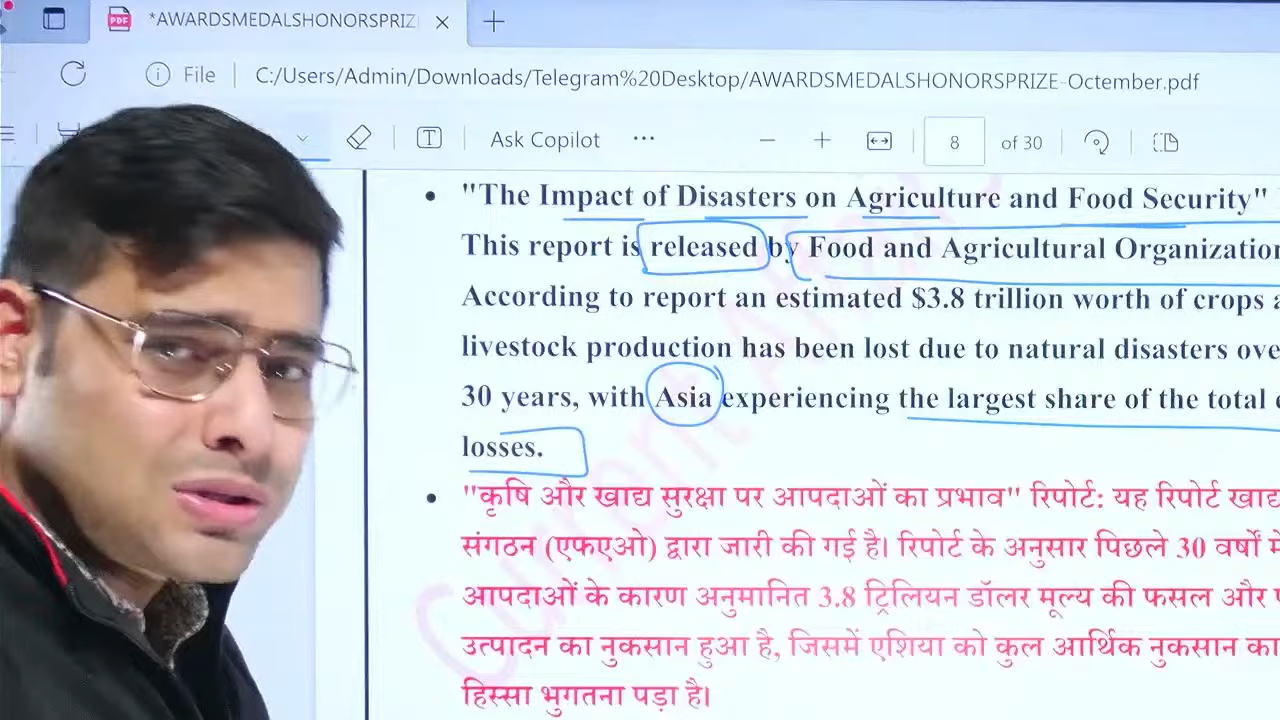 PDF *AWARDSMEDALSHONORSPRIZ
File C:/Users/Admin/Downloads/Telegram%20Desktop/AWARDSMEDALSHONORSPRIZE-Octember.pdf
T Ask Copilot ... 8 of 30
• "The Impact of Disasters on Agriculture and Food Security"
This report is released by Food and Agricultural Organization
According to report an estimated $3.8 trillion worth of crops a
livestock production has been lost due to natural disasters ove
30 years, with Asia experiencing the largest share of the total e
losses.
• "कृषि और खाद्य सुरक्षा पर आपदाओं का प्रभाव" रिपोर्ट: यह रिपोर्ट खाद्य
संगठन (एफएओ) द्वारा जारी की गई है। रिपोर्ट के अनुसार पिछले 30 वर्षों में
आपदाओं के कारण अनुमानित 3.8 ट्रिलियन डॉलर मूल्य की फसल और
उत्पादन का नुकसान हुआ है, जिसमें एशिया को कुल आर्थिक नुकसान का
हिस्सा भुगतना पड़ा है।